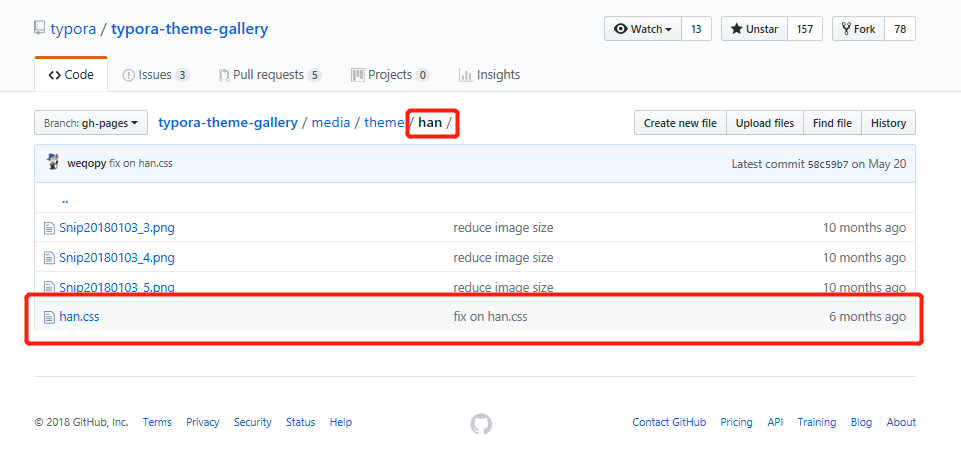 typora / typora-theme-gallery Watch 13 Unstar 157 Fork 78
Code Issues 3 Pull requests 5 Projects 0 Insights
Branch: gh-pages typora-theme-gallery / media / theme / han / Create new file Upload files Find file History
weqopy fix on han.css Latest commit 58c59b7 on May 20
..
Snip20180103_3.png reduce image size 10 months ago
Snip20180103_4.png reduce image size 10 months ago
Snip20180103_5.png reduce image size 10 months ago
han.css fix on han.css 6 months ago
© 2018 GitHub, Inc. Terms Privacy Security Status Help Contact GitHub Pricing API Training Blog About